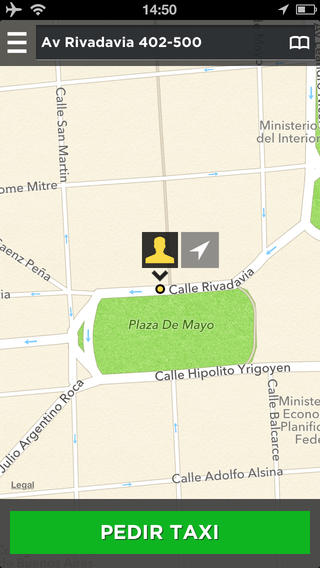 14:50
Av Rivadavia 402-500
Calle San Martin
Ministerio
del Interior
ome Mitre
Saenz Peña
Calle Rivadavia
ia
Plaza De Mayo
Calle Hipolito Yrigoyen
Julio Argentino Roca
Calle Balcarce
Ministe
Econo
Planific
Fede
Legal
Calle Adolfo Alsina
PEDIR TAXI